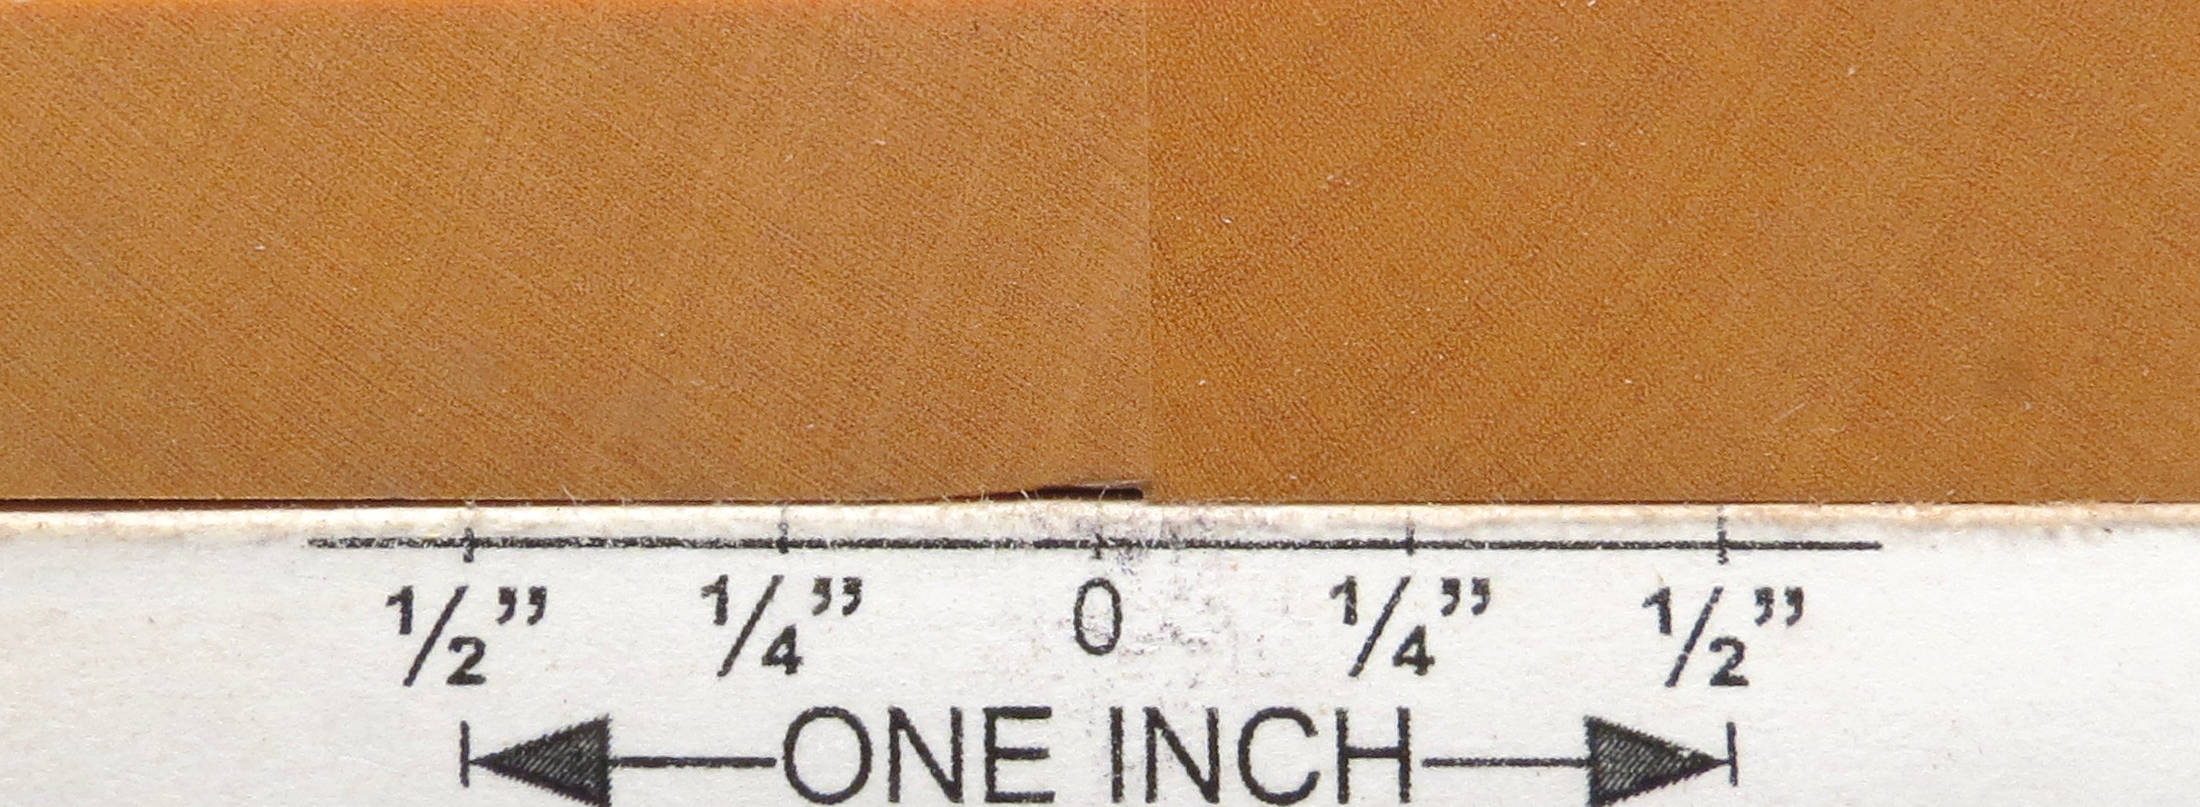 1/2” 1/4” 0 1/4” 1/2”
ONE INCH